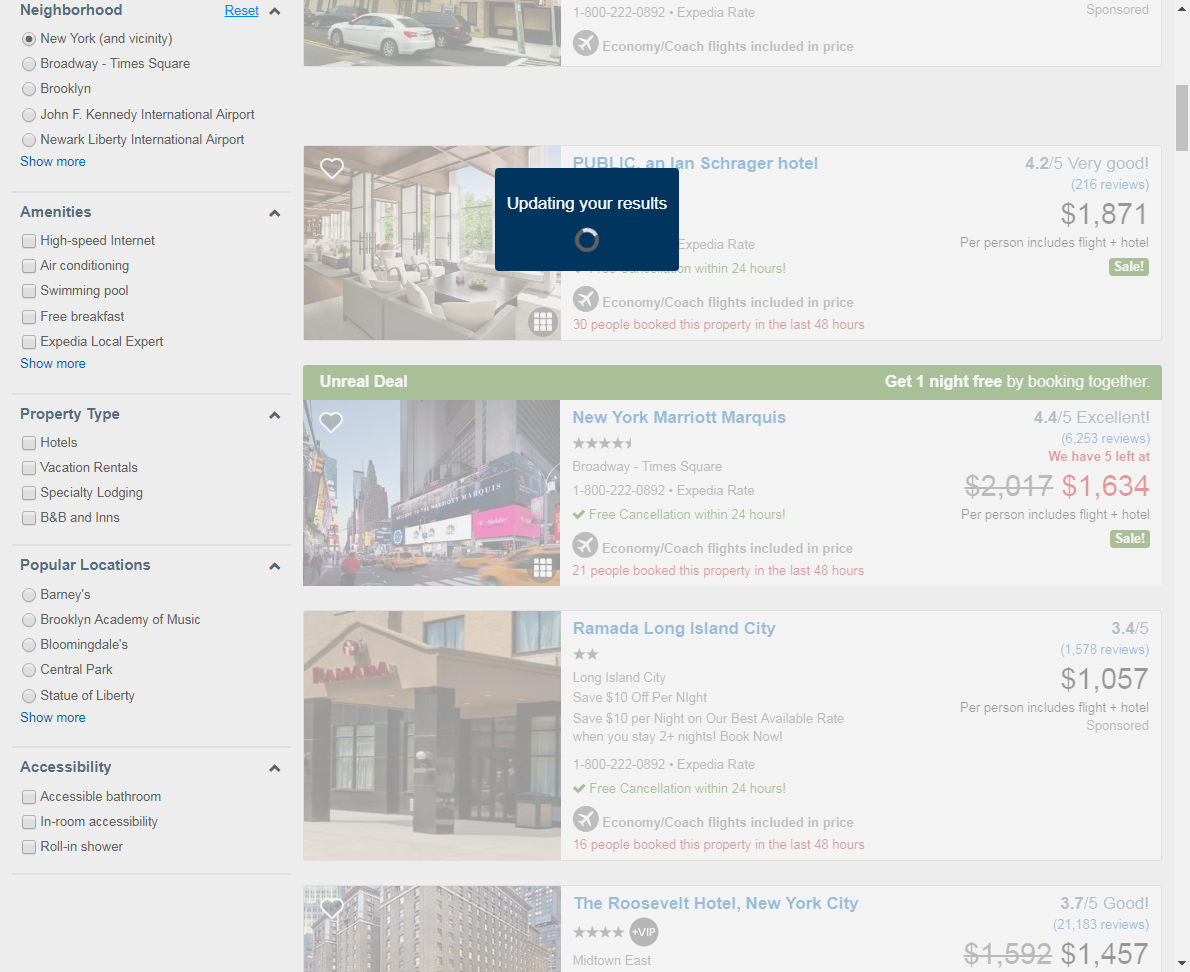 Neighborhood Reset
New York (and vicinity)
Broadway - Times Square
Brooklyn
John F. Kennedy International Airport
Newark Liberty International Airport
Show more
Amenities
High-speed Internet
Air conditioning
Swimming pool
Free breakfast
Expedia Local Expert
Show more
Property Type
Hotels
Vacation Rentals
Specialty Lodging
B&B and Inns
Popular Locations
Barney's
Brooklyn Academy of Music
Bloomingdale's
Central Park
Statue of Liberty
Show more
Accessibility
Accessible bathroom
In-room accessibility
Roll-in shower
1-800-222-0892 • Expedia Rate
Sponsored
Economy/Coach flights included in price
PUBLIC, an Ian Schrager hotel
4.2/5 Very good!
(216 reviews)
$1,871
Per person includes flight + hotel
Sale!
Updating your results
Expedia Rate
Free Cancellation within 24 hours!
Economy/Coach flights included in price
30 people booked this property in the last 48 hours
Unreal Deal
Get 1 night free by booking together.
New York Marriott Marquis
4.4/5 Excellent!
(6,253 reviews)
We have 5 left at
$2,017 $1,634
Per person includes flight + hotel
Sale!
Broadway - Times Square
1-800-222-0892 • Expedia Rate
Free Cancellation within 24 hours!
Economy/Coach flights included in price
21 people booked this property in the last 48 hours
MARRIOTT MARQUIS
RAMADA
Ramada Long Island City
3.4/5
(1,578 reviews)
$1,057
Per person includes flight + hotel
Sponsored
Long Island City
Save $10 Off Per NIght
Save $10 per Night on Our Best Available Rate
when you stay 2+ nights! Book Now!
1-800-222-0892 • Expedia Rate
Free Cancellation within 24 hours!
Economy/Coach flights included in price
16 people booked this property in the last 48 hours
The Roosevelt Hotel, New York City
3.7/5 Good!
(21,183 reviews)
$1,592 $1,457
+VIP
Midtown East